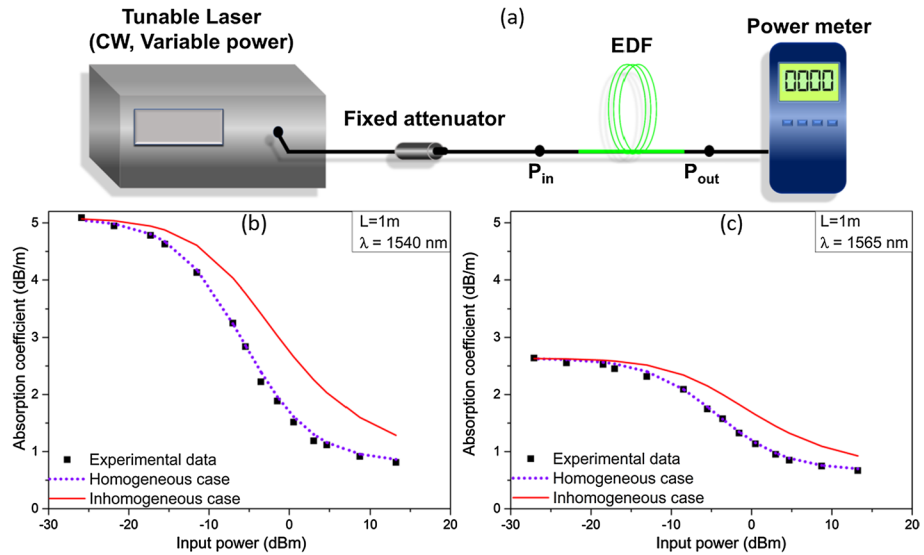 Tunable Laser
(CW, Variable power)
(a)
Power meter
EDF
0000
Fixed attenuator
Pin
Pout
(b)
L=1m
λ = 1540 nm
Absorption coefficient (dB/m)
5
4
3
2
1
0
Experimental data
Homogeneous case
Inhomogeneous case
-30
-20
-10
0
10
20
Input power (dBm)
(c)
L=1m
λ = 1565 nm
Absorption coefficient (dB/m)
5
4
3
2
1
0
Experimental data
Homogeneous case
Inhomogeneous case
-30
-20
-10
0
10
20
Input power (dBm)